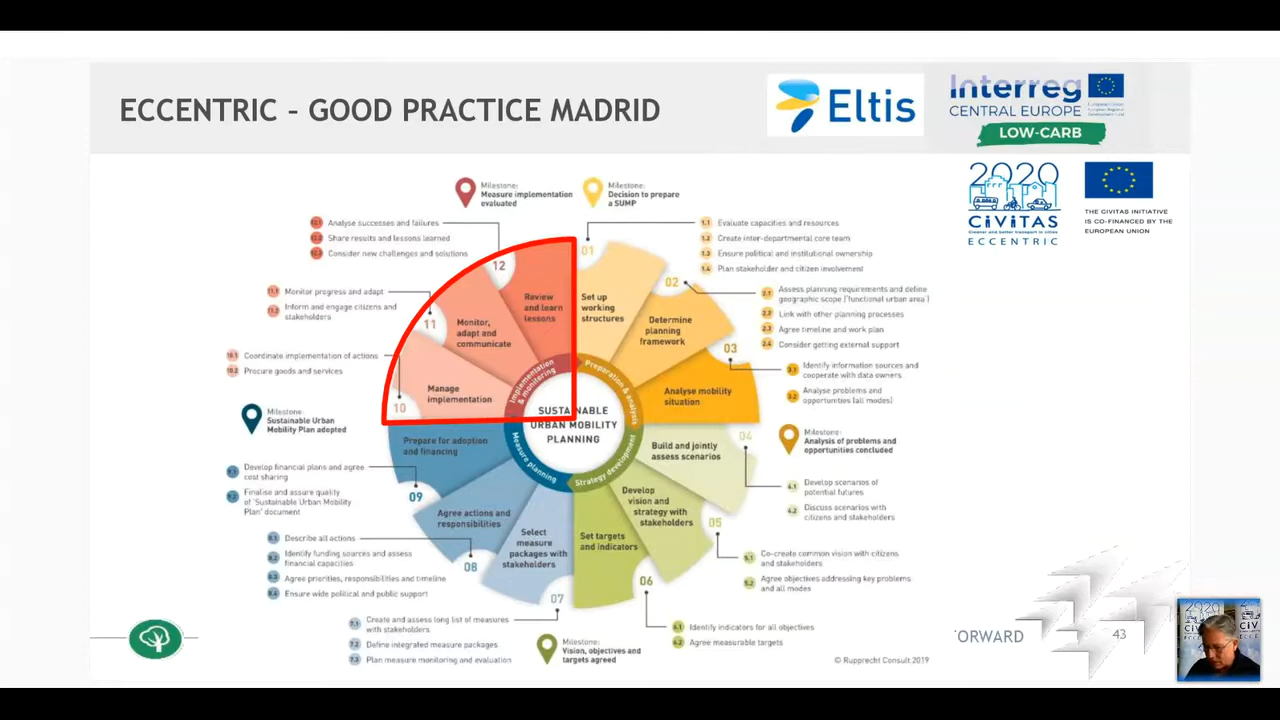 ECCENTRIC – GOOD PRACTICE MADRID
Eltis
Interreg
CENTRAL EUROPE
LOW-CARB
2020
CIVITAS
Cleaner and better transport in cities
ECCENTRIC
THE CIVITAS INITIATIVE
IS CO-FINANCED BY THE
EUROPEAN UNION
Milestone:
Measure implementation
evaluated
Milestone:
Decision to prepare
a SUMP
12.1 Analyse successes and failures
12.2 Share results and lessons learned
12.3 Consider new challenges and solutions
1.1 Evaluate capacities and resources
1.2 Create inter-departmental core team
1.3 Ensure political and institutional ownership
1.4 Plan stakeholder and citizen involvement
11.1 Monitor progress and adapt
11.2 Inform and engage citizens and
stakeholders
2.1 Assess planning requirements and define
geographic scope ('functional urban area')
2.2 Link with other planning processes
2.3 Agree timeline and work plan
2.4 Consider getting external support
10.1 Coordinate implementation of actions
10.2 Procure goods and services
3.1 Identify information sources and
cooperate with data owners
3.2 Analyse problems and
opportunities (all modes)
Milestone:
Sustainable Urban
Mobility Plan adopted
Milestone:
Analysis of problems and
opportunities concluded
9.1 Develop financial plans and agree
cost sharing
9.2 Finalise and assure quality
of 'Sustainable Urban Mobility
Plan' document
4.1 Develop scenarios of
potential futures
4.2 Discuss scenarios with
citizens and stakeholders
8.1 Describe all actions
8.2 Identify funding sources and assess
financial capacities
8.3 Agree priorities, responsibilities and timeline
8.4 Ensure wide political and public support
5.1 Co-create common vision with citizens
and stakeholders
5.2 Agree objectives addressing key problems
and all modes
7.1 Create and assess long list of measures
with stakeholders
7.2 Define integrated measure packages
7.3 Plan measure monitoring and evaluation
Milestone:
Vision, objectives and
targets agreed
6.1 Identify indicators for all objectives
6.2 Agree measurable targets
01
Set up
working
structures
02
Determine
planning
framework
03
Analyse mobility
situation
04
Build and jointly
assess scenarios
05
Develop
vision and
strategy with
stakeholders
06
Set targets
and indicators
07
Select
measure
packages with
stakeholders
08
Agree actions and
responsibilities
09
Prepare for adoption
and financing
10
Manage
implementation
11
Monitor,
adapt and
communicate
12
Review
and learn
lessons
Preparation & analysis
Strategy development
Measure planning
Implementation
& monitoring
SUSTAINABLE
URBAN MOBILITY
PLANNING
© Rupprecht Consult 2019
ORWARD
43
2020